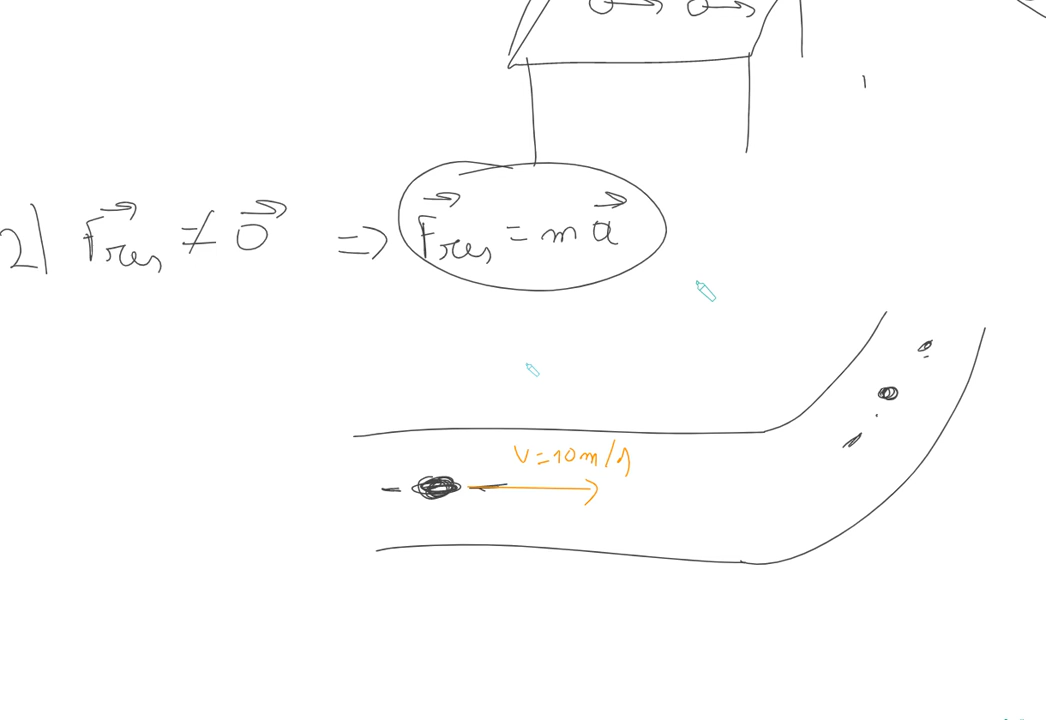 2) F⃗res ≠ 0⃗ ⇒ F⃗res = m a⃗
V = 10 m/s